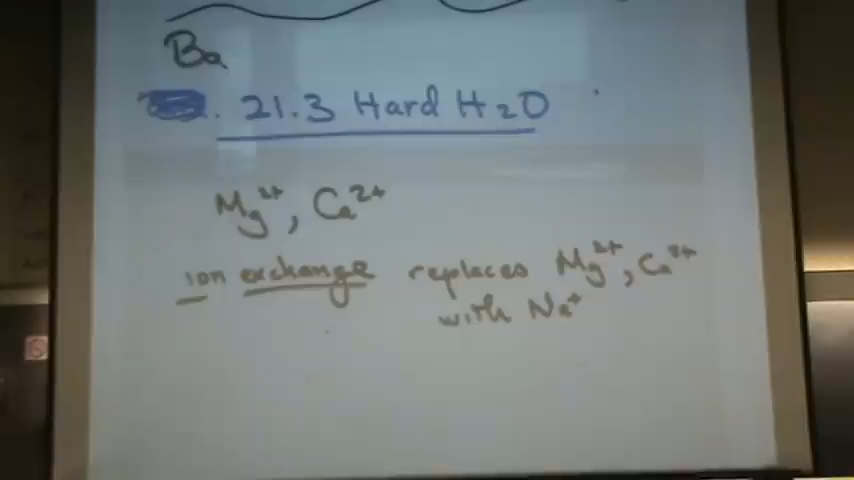 Ba
21.3 Hard H2O
Mg2+, Ca2+
ion exchange replaces Mg2+, Ca2+
with Na+